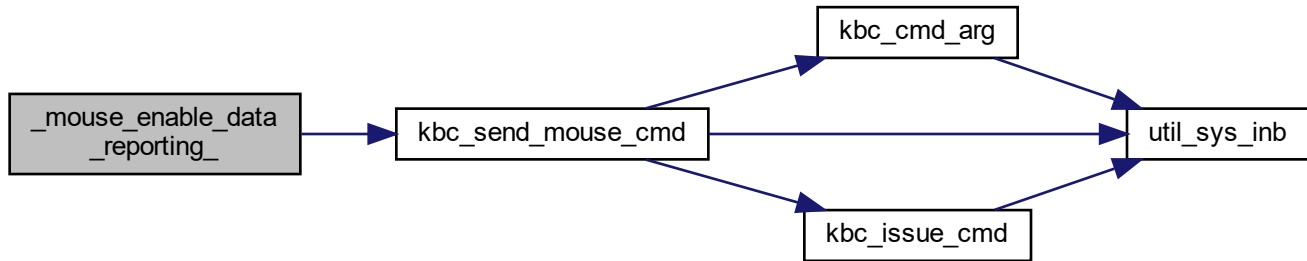 _mouse_enable_data
_reporting_
kbc_send_mouse_cmd
kbc_cmd_arg
util_sys_inb
kbc_issue_cmd